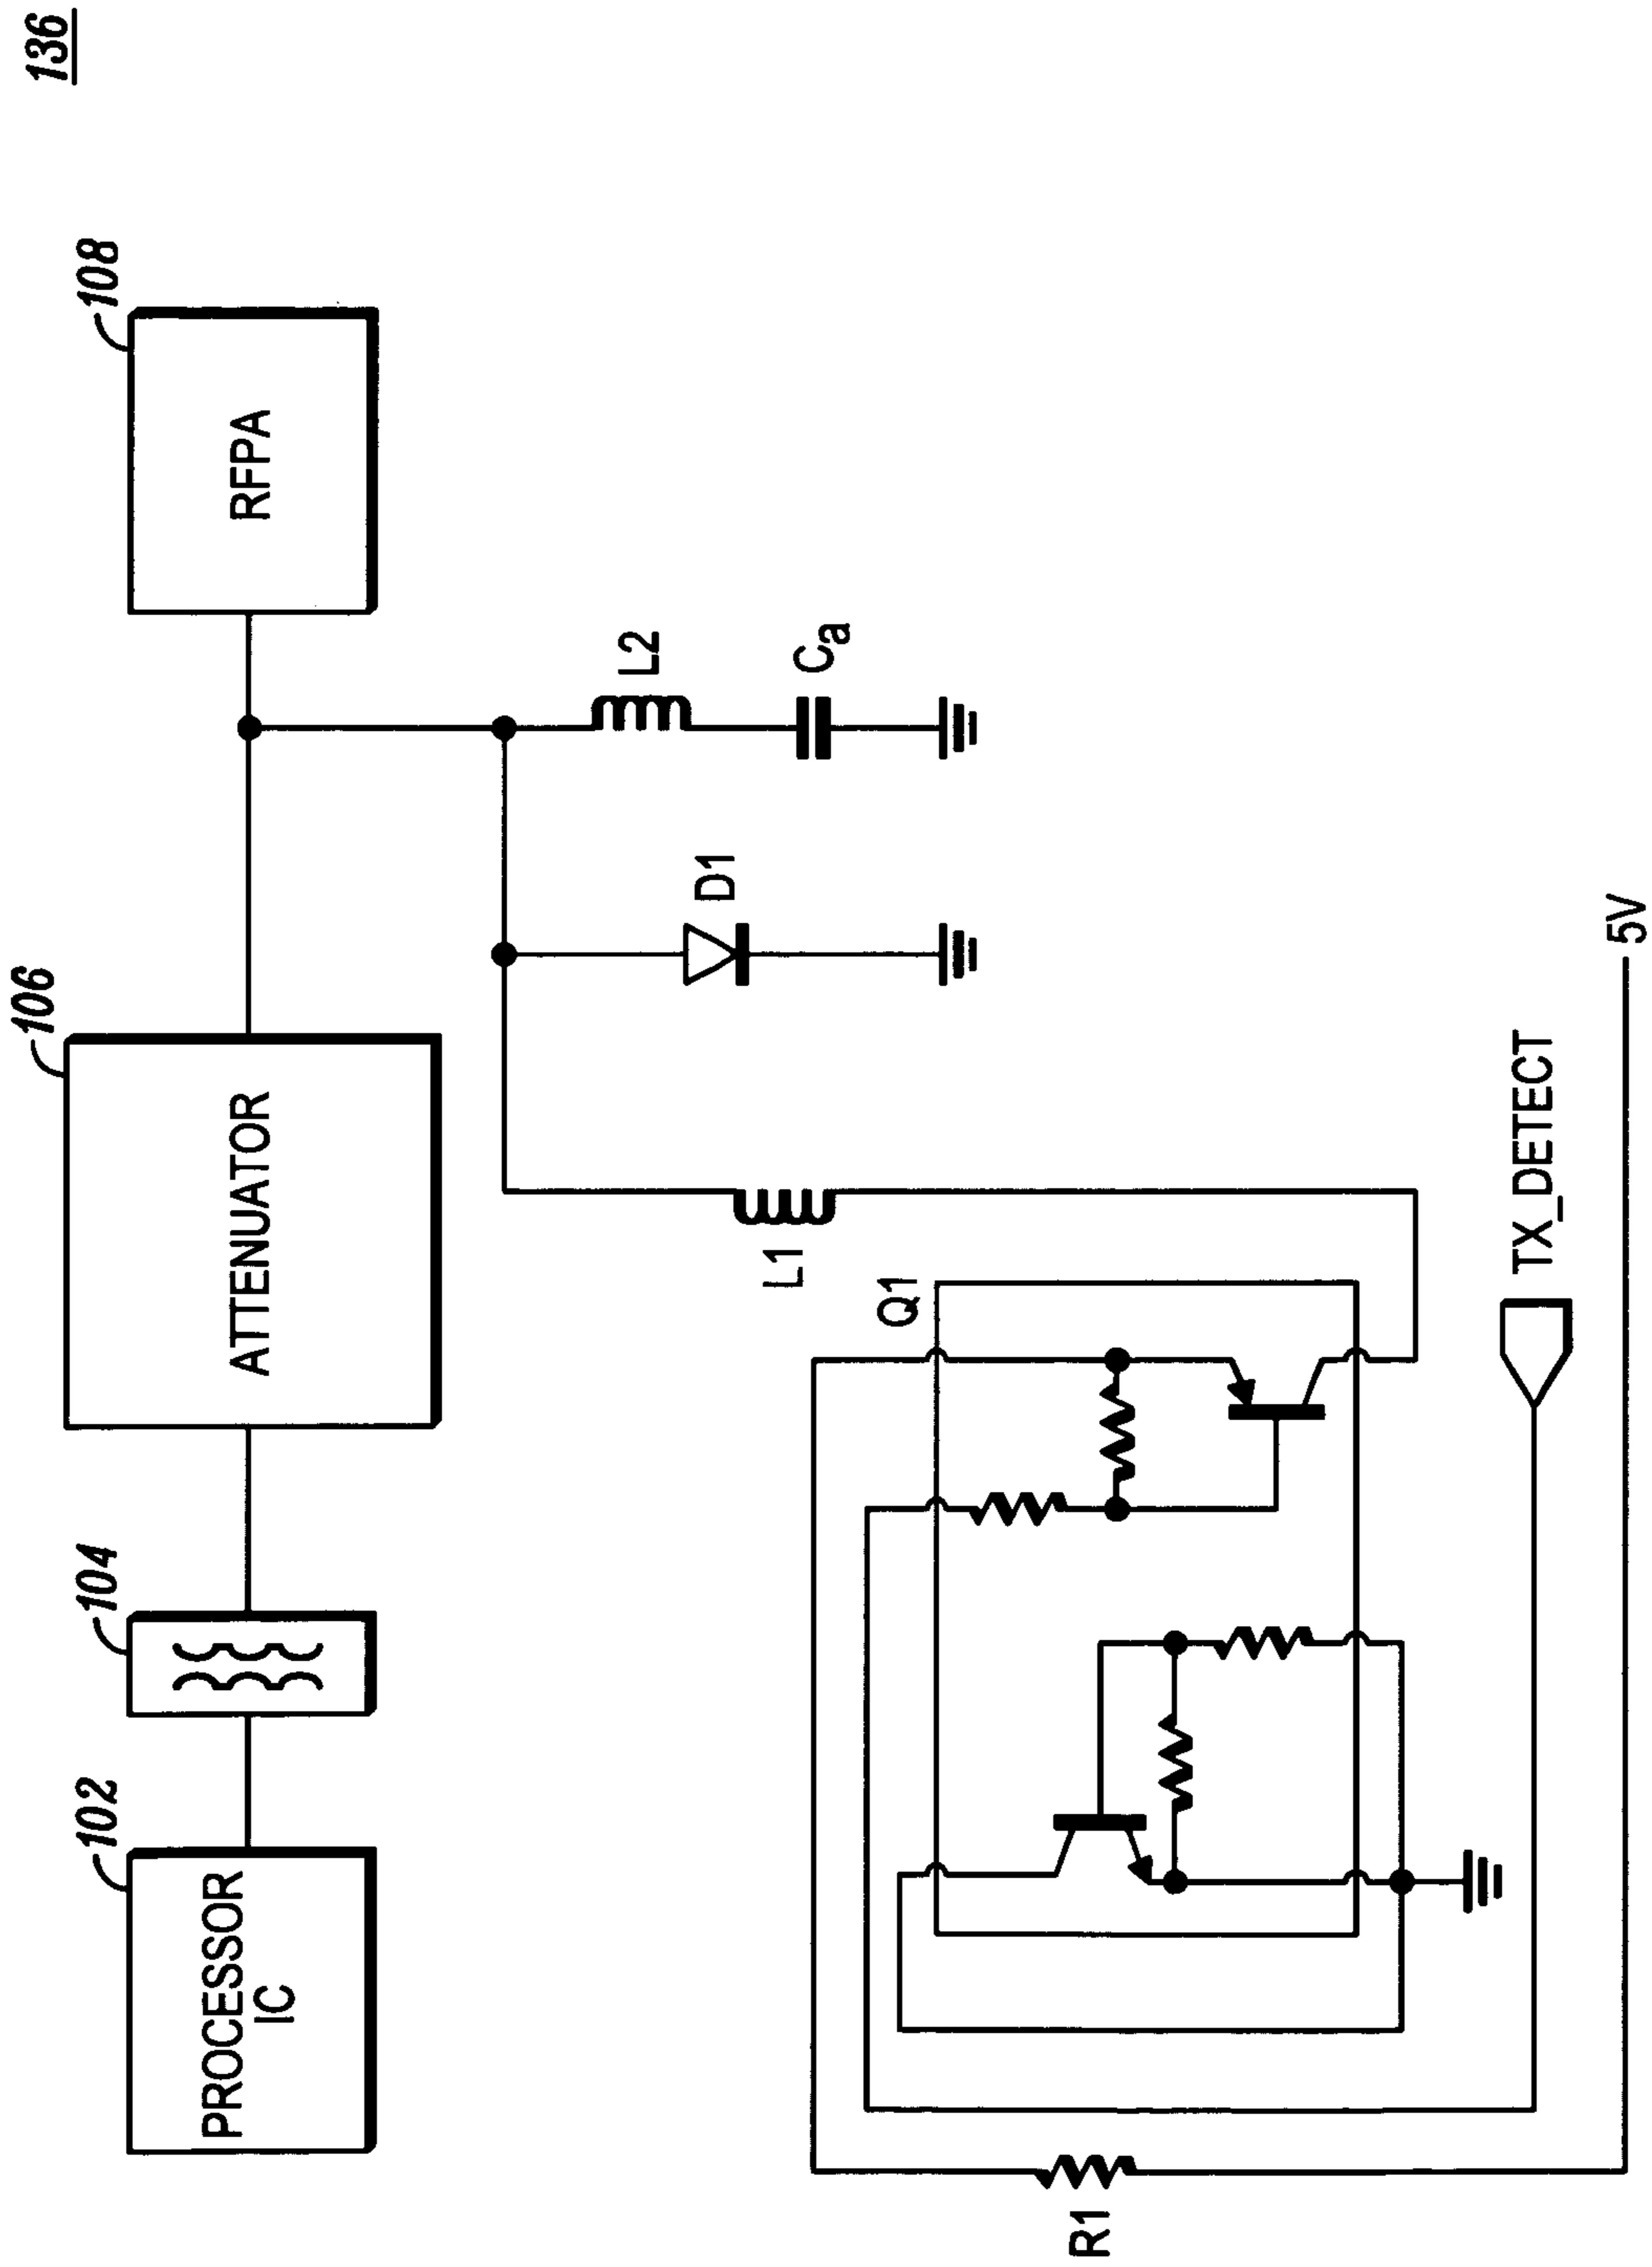 136
102
104
106
108
PROCESSOR
IC
ATTENUATOR
RFPA
L2
Ca
D1
L1
Q1
R1
TX_DETECT
5V